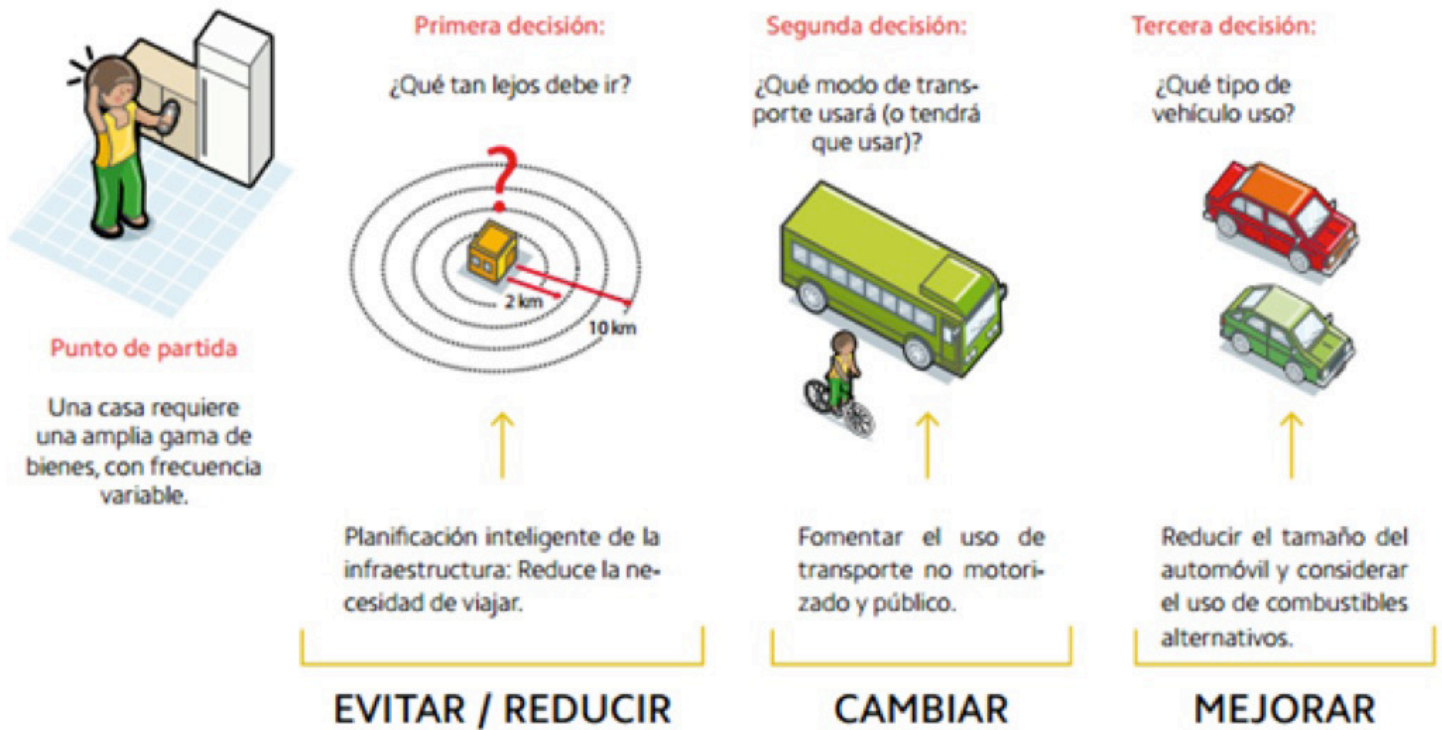 Punto de partida
Una casa requiere
una amplia gama de
bienes, con frecuencia
variable.
Primera decisión:
¿Qué tan lejos debe ir?
?
2 km
10 km
Planificación inteligente de la
infraestructura: Reduce la ne-
cesidad de viajar.
EVITAR / REDUCIR
Segunda decisión:
¿Qué modo de trans-
porte usará (o tendrá
que usar)?
Fomentar el uso de
transporte no motori-
zado y público.
CAMBIAR
Tercera decisión:
¿Qué tipo de
vehículo uso?
Reducir el tamaño del
automóvil y considerar
el uso de combustibles
alternativos.
MEJORAR